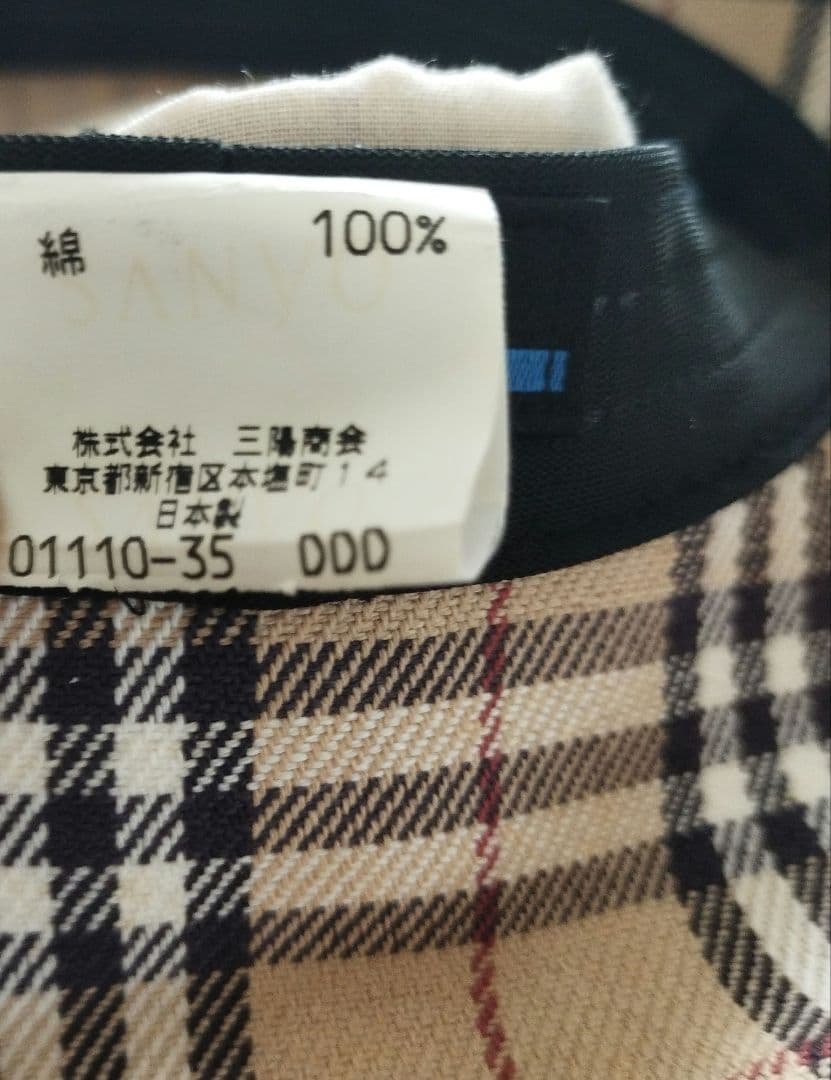 綿 100%
SANYO
株式会社 三陽商会
東京都新宿区本塩町14
日本製
01110-35 DDD